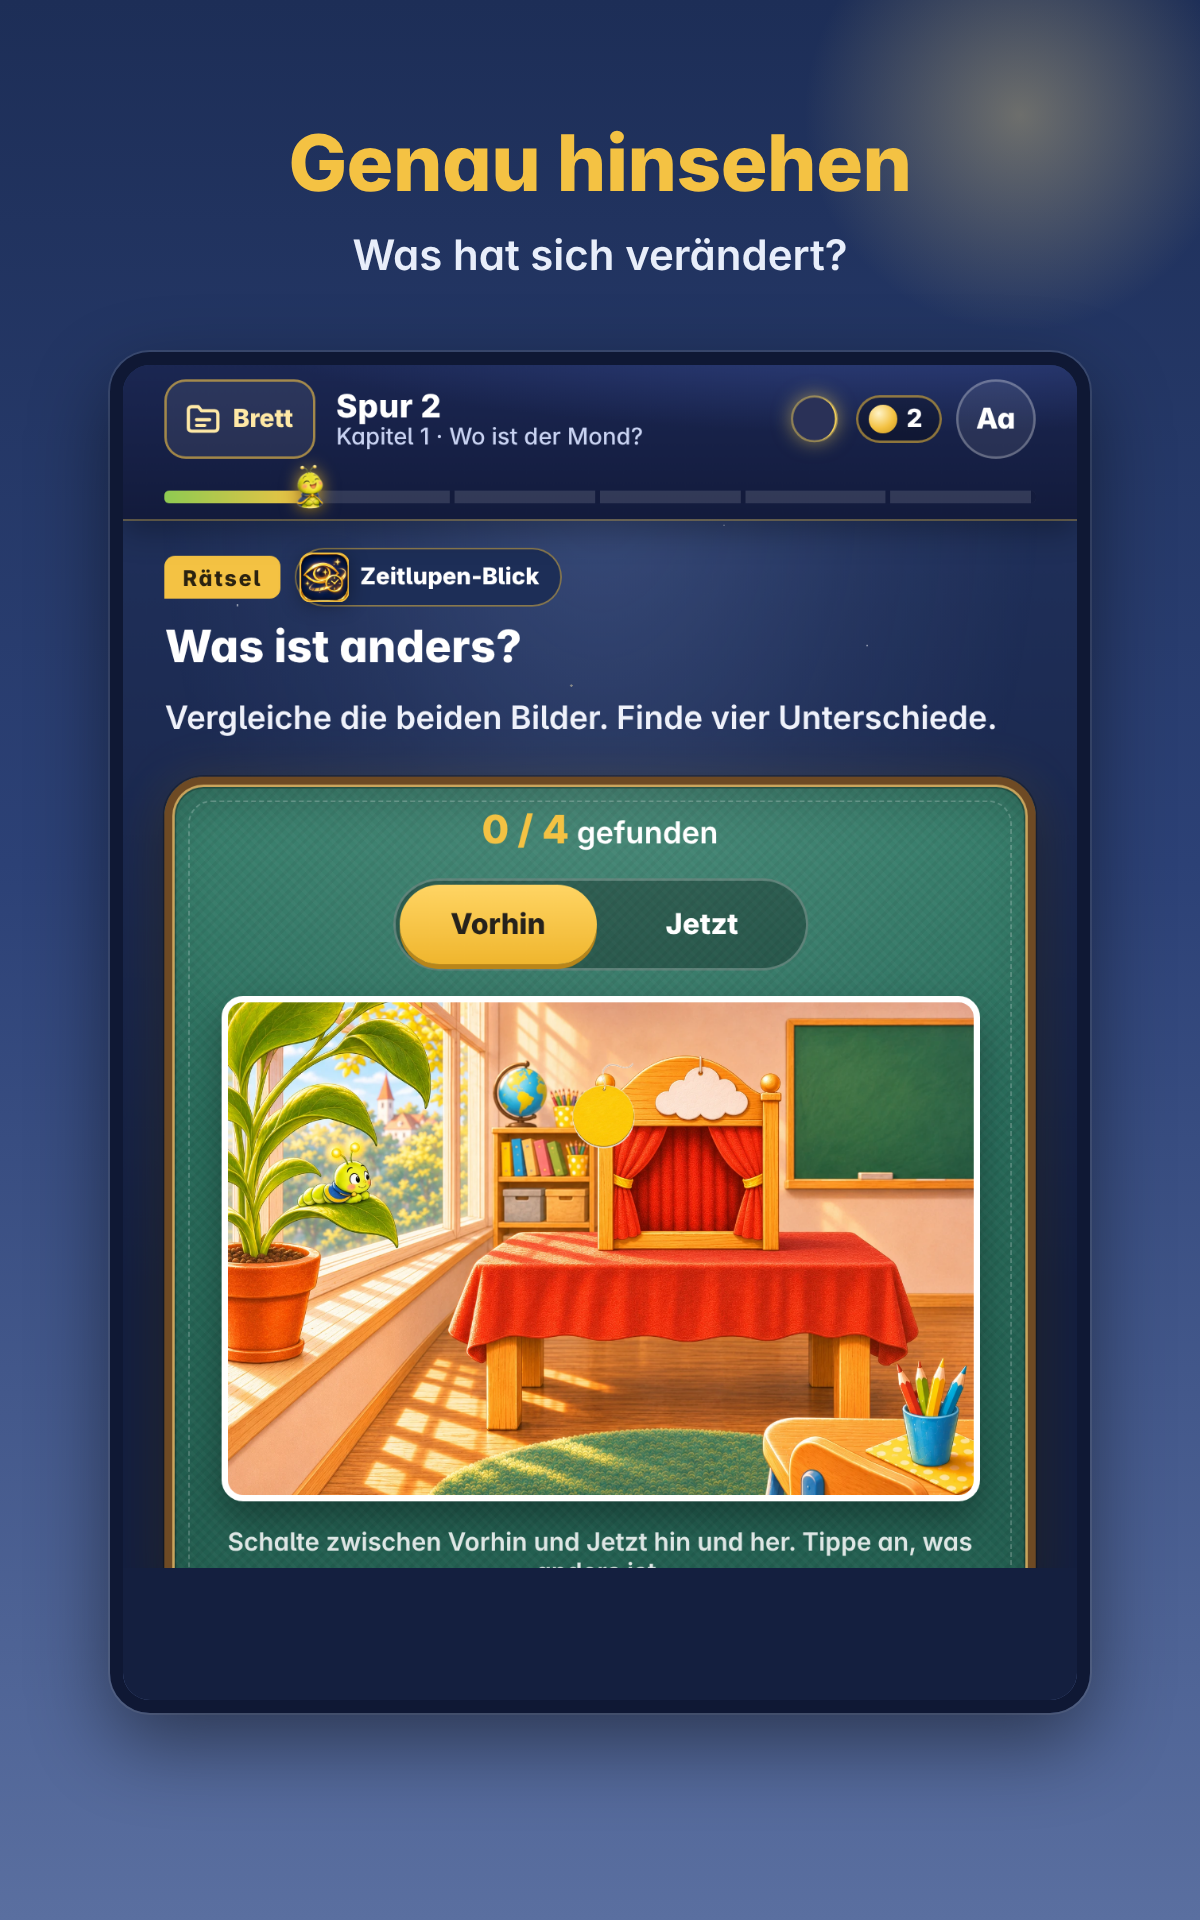 Genau hinsehen
Was hat sich verändert?
Brett
Spur 2
Kapitel 1 · Wo ist der Mond?
2
Aa
Rätsel
Zeitlupen-Blick
Was ist anders?
Vergleiche die beiden Bilder. Finde vier Unterschiede.
0 / 4 gefunden
Vorhin
Jetzt
Schalte zwischen Vorhin und Jetzt hin und her. Tippe an, was
anders ist